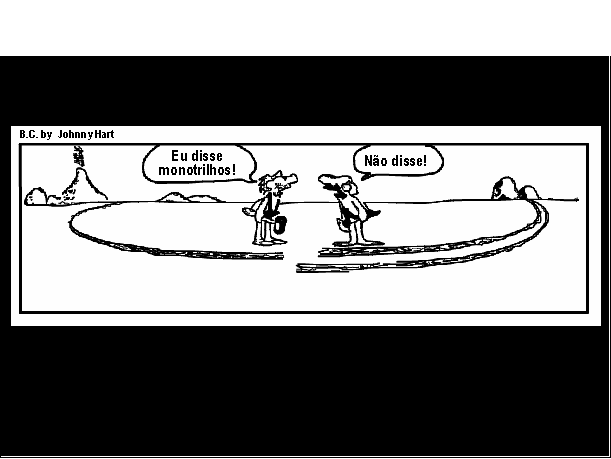 B.C. by Johnny Hart
Eu disse
monotrilhos!
Não disse!